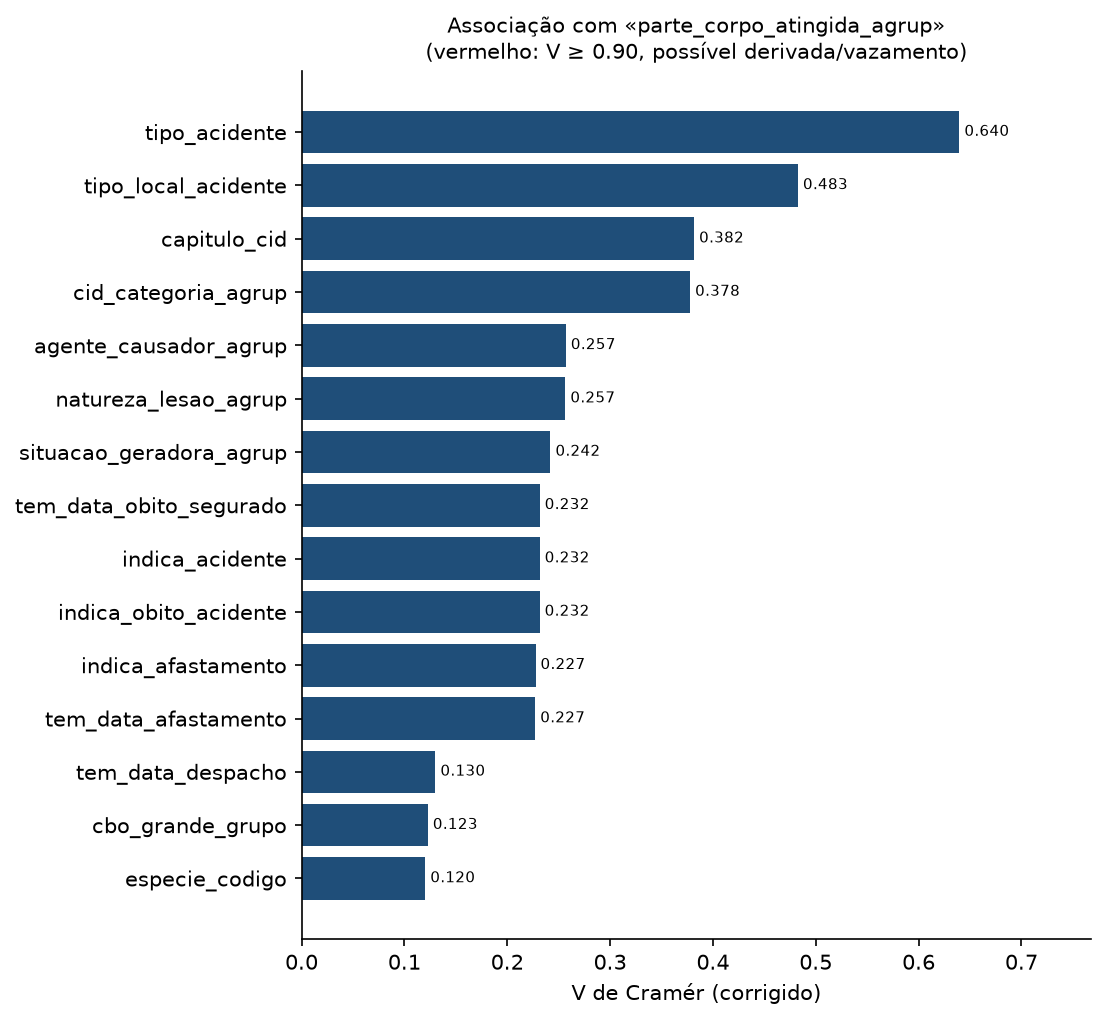 Associação com «parte_corpo_atingida_agrup»
(vermelho: V ≥ 0.90, possível derivada/vazamento)
tipo_acidente 0.640
tipo_local_acidente 0.483
capitulo_cid 0.382
cid_categoria_agrup 0.378
agente_causador_agrup 0.257
natureza_lesao_agrup 0.257
situacao_geradora_agrup 0.242
tem_data_obito_segurado 0.232
indica_acidente 0.232
indica_obito_acidente 0.232
indica_afastamento 0.227
tem_data_afastamento 0.227
tem_data_despacho 0.130
cbo_grande_grupo 0.123
especie_codigo 0.120
0.0 0.1 0.2 0.3 0.4 0.5 0.6 0.7
V de Cramér (corrigido)